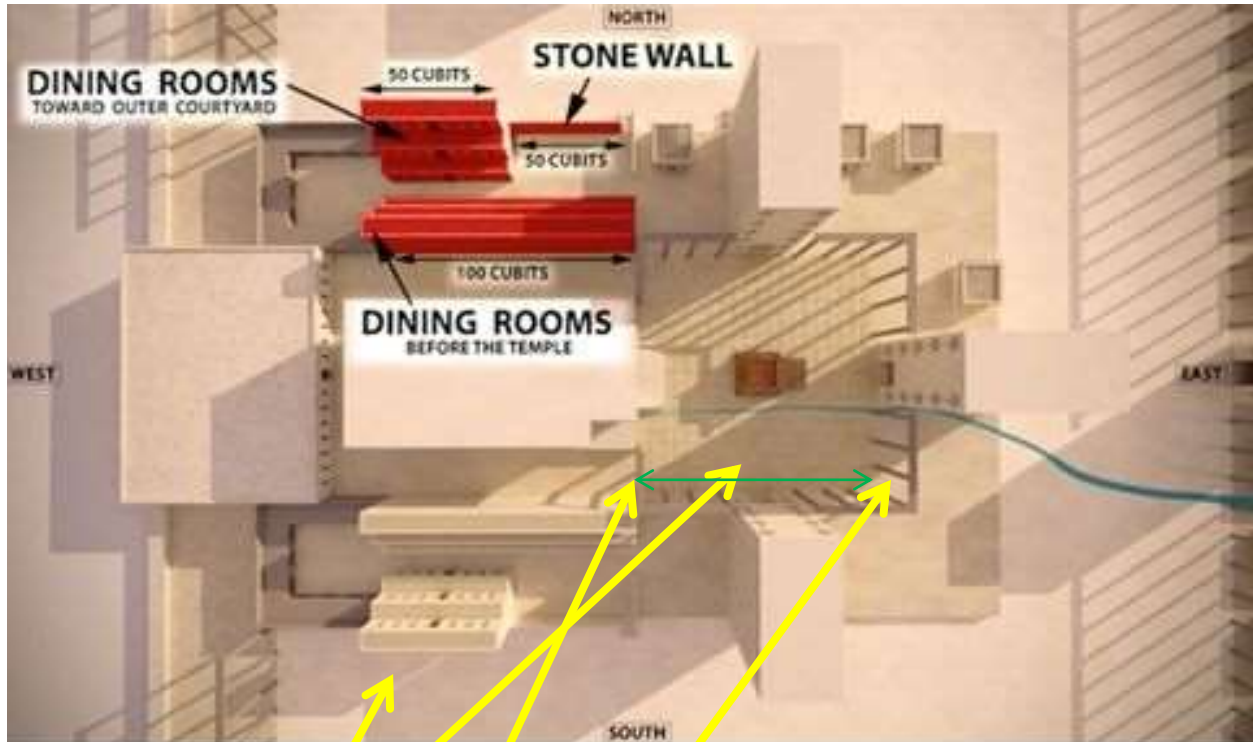 NORTH
STONE WALL
50 CUBITS
DINING ROOMS
TOWARD OUTER COURTYARD
50 CUBITS
100 CUBITS
DINING ROOMS
BEFORE THE TEMPLE
WEST
EAST
SOUTH